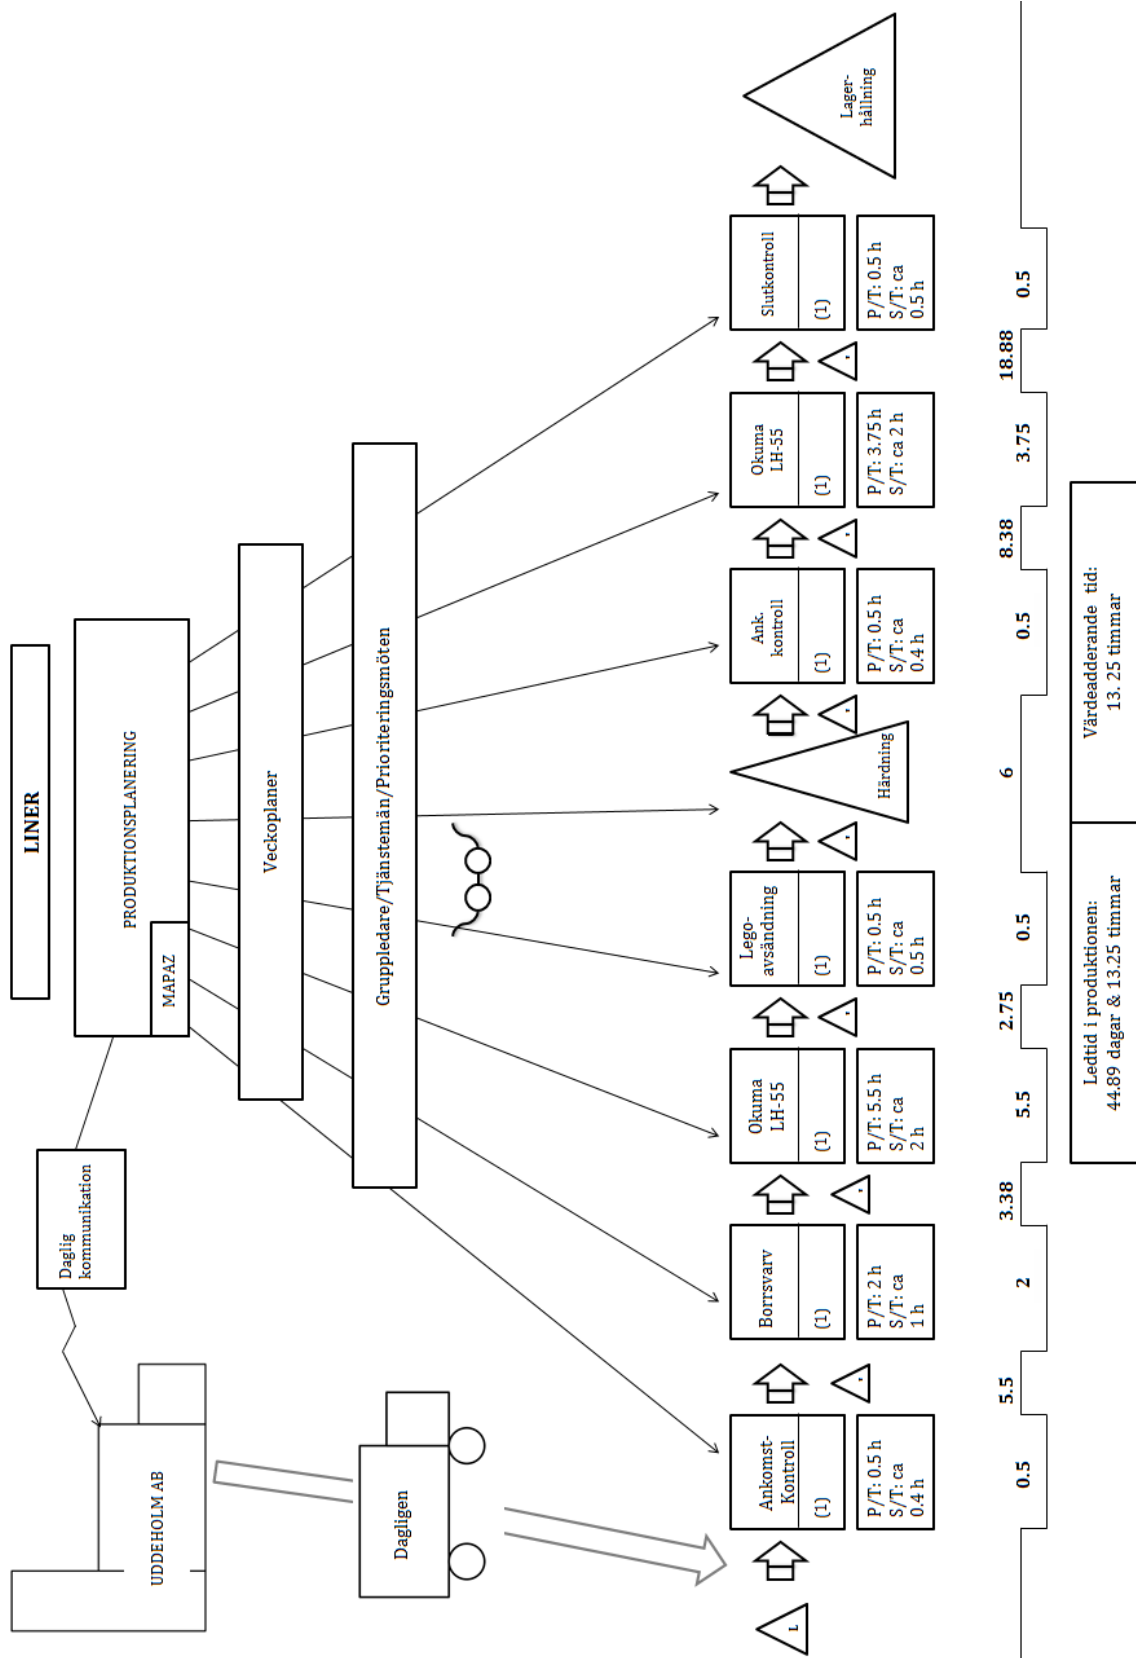 LINER
UDDEHOLM AB
Daglig
kommunikation
PRODUKTIONSPLANERING
MAPAZ
Veckoplaner
Gruppledare/Tjänstemän/Prioriteringsmöten
Dagligen
L
Ankomst-
Kontroll
(1)
P/T: 0.5 h
S/T: ca
0.4 h
Borrsvarv
(1)
P/T: 2 h
S/T: ca
1 h
Okuma
LH-55
(1)
P/T: 5.5 h
S/T: ca
2 h
Lego-
avsändning
(1)
P/T: 0.5 h
S/T: ca
0.5 h
Härdning
Ank.
kontroll
(1)
P/T: 0.5 h
S/T: ca
0.4 h
Okuma
LH-55
(1)
P/T: 3.75 h
S/T: ca 2 h
Slutkontroll
(1)
P/T: 0.5 h
S/T: ca
0.5 h
Lager-
hållning
0.5
5.5
2
3.38
5.5
2.75
0.5
6
0.5
8.38
3.75
18.88
0.5
Ledtid i produktionen:
44.89 dagar & 13.25 timmar
Värdeadderande tid:
13. 25 timmar